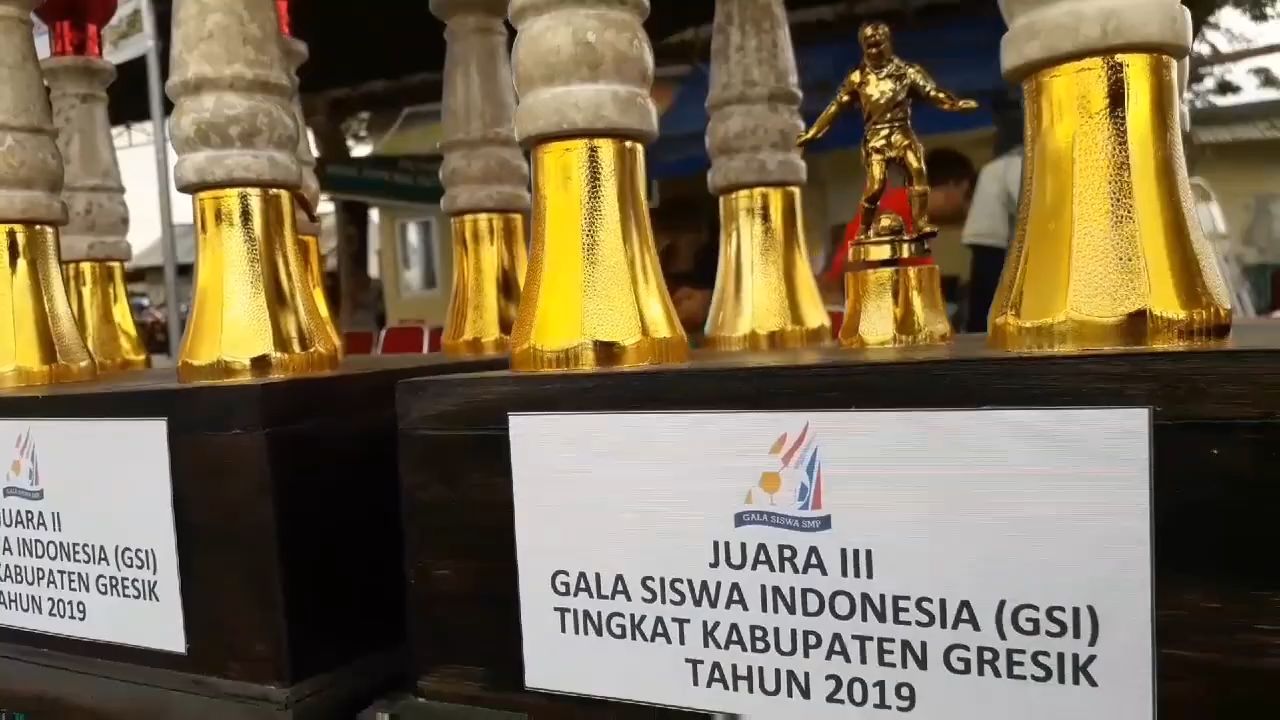 JUARA II
INDONESIA (GSI)
KABUPATEN GRESIK
TAHUN 2019
GALA SISWA SMP
JUARA III
GALA SISWA INDONESIA (GSI)
TINGKAT KABUPATEN GRESIK
TAHUN 2019